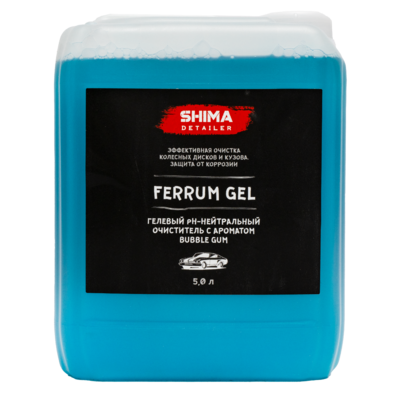 SHIMA
DETAILER
ЭФФЕКТИВНАЯ ОЧИСТКА
КОЛЕСНЫХ ДИСКОВ И КУЗОВА.
ЗАЩИТА ОТ КОРРОЗИИ
FERRUM GEL
ГЕЛЕВЫЙ PH-НЕЙТРАЛЬНЫЙ
ОЧИСТИТЕЛЬ С АРОМАТОМ
BUBBLE GUM
5,0 Л